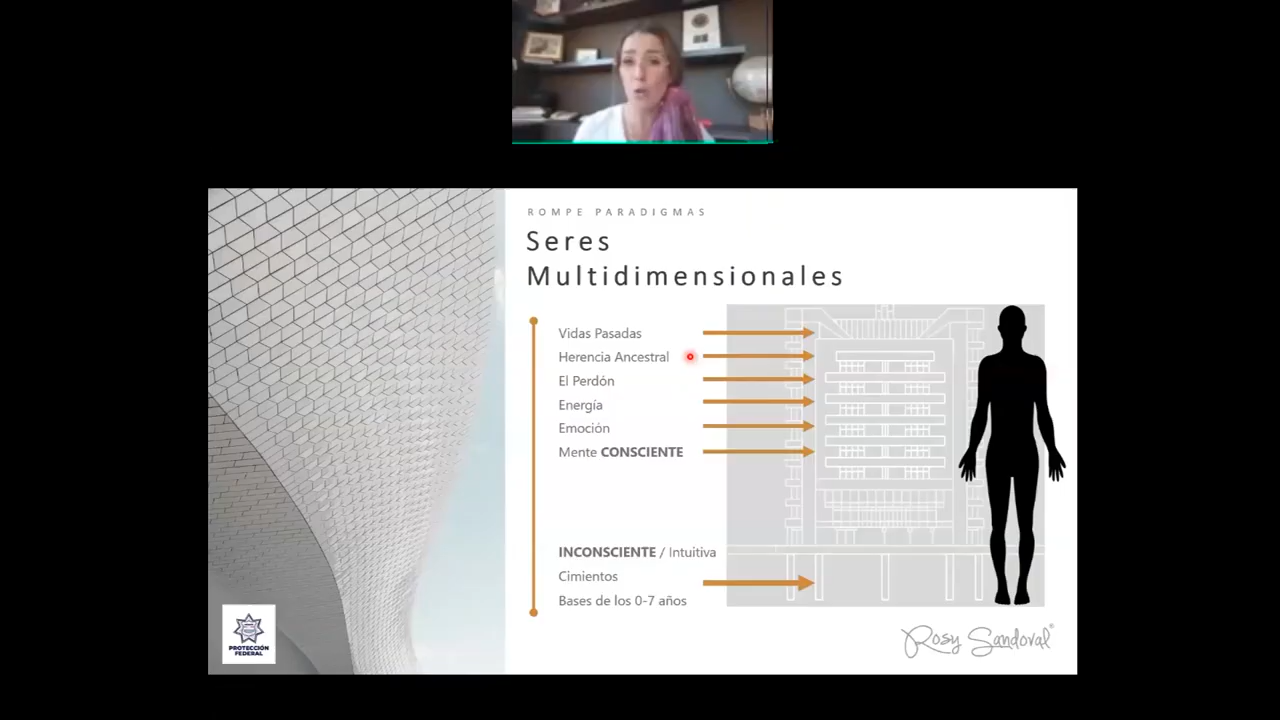 ROMPE PARADIGMAS
Seres
Multidimensionales
Vidas Pasadas
Herencia Ancestral
El Perdón
Energía
Emoción
Mente CONSCIENTE
INCONSCIENTE / Intuitiva
Cimientos
Bases de los 0-7 años
PROTECCIÓN
FEDERAL
Rosy Sandoval®